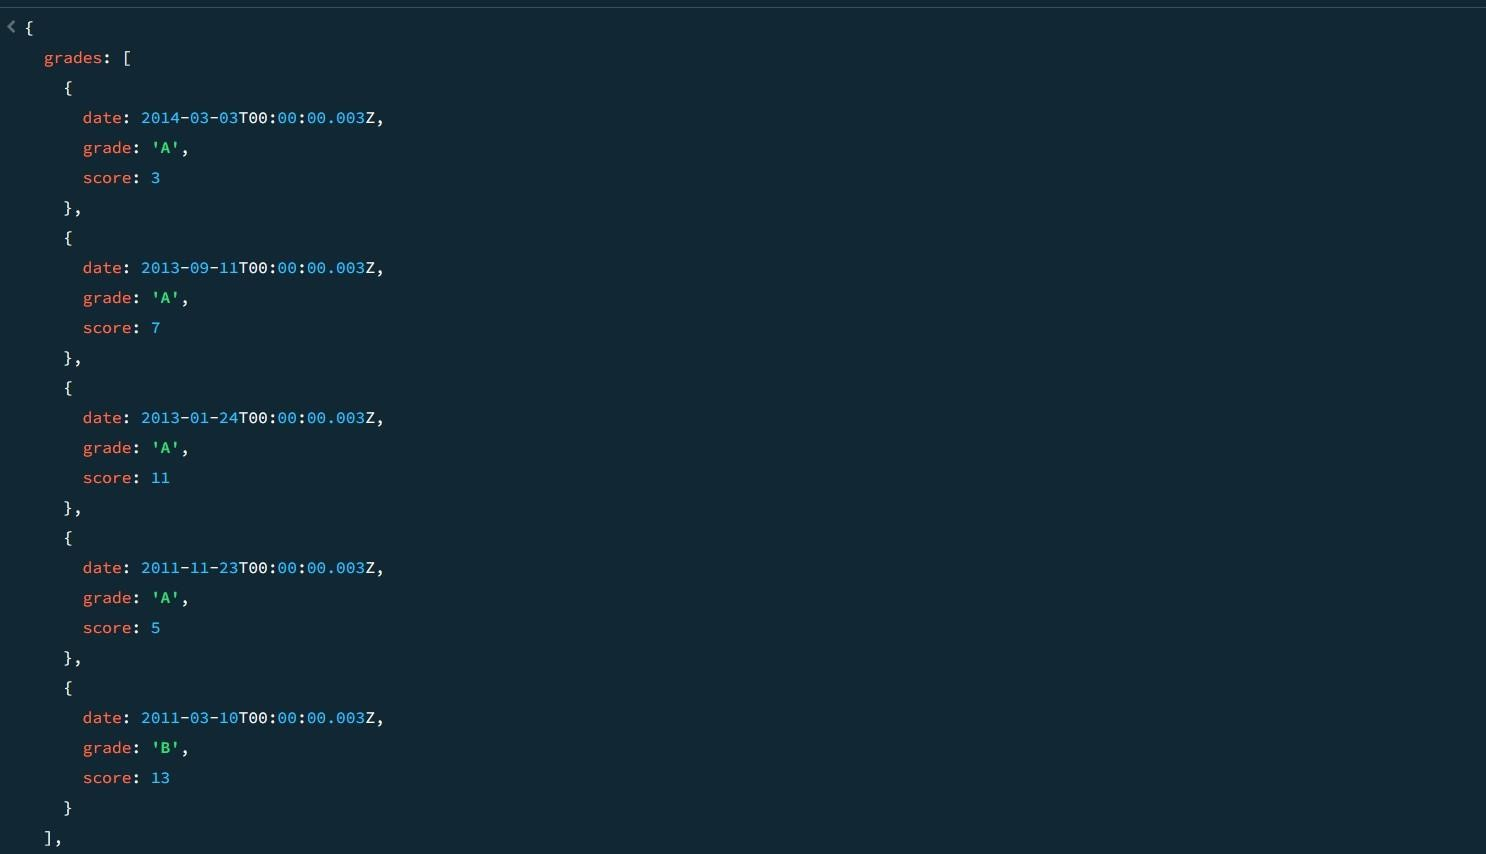 {
  grades: [
    {
      date: 2014-03-03T00:00:00.003Z,
      grade: 'A',
      score: 3
    },
    {
      date: 2013-09-11T00:00:00.003Z,
      grade: 'A',
      score: 7
    },
    {
      date: 2013-01-24T00:00:00.003Z,
      grade: 'A',
      score: 11
    },
    {
      date: 2011-11-23T00:00:00.003Z,
      grade: 'A',
      score: 5
    },
    {
      date: 2011-03-10T00:00:00.003Z,
      grade: 'B',
      score: 13
    }
  ],